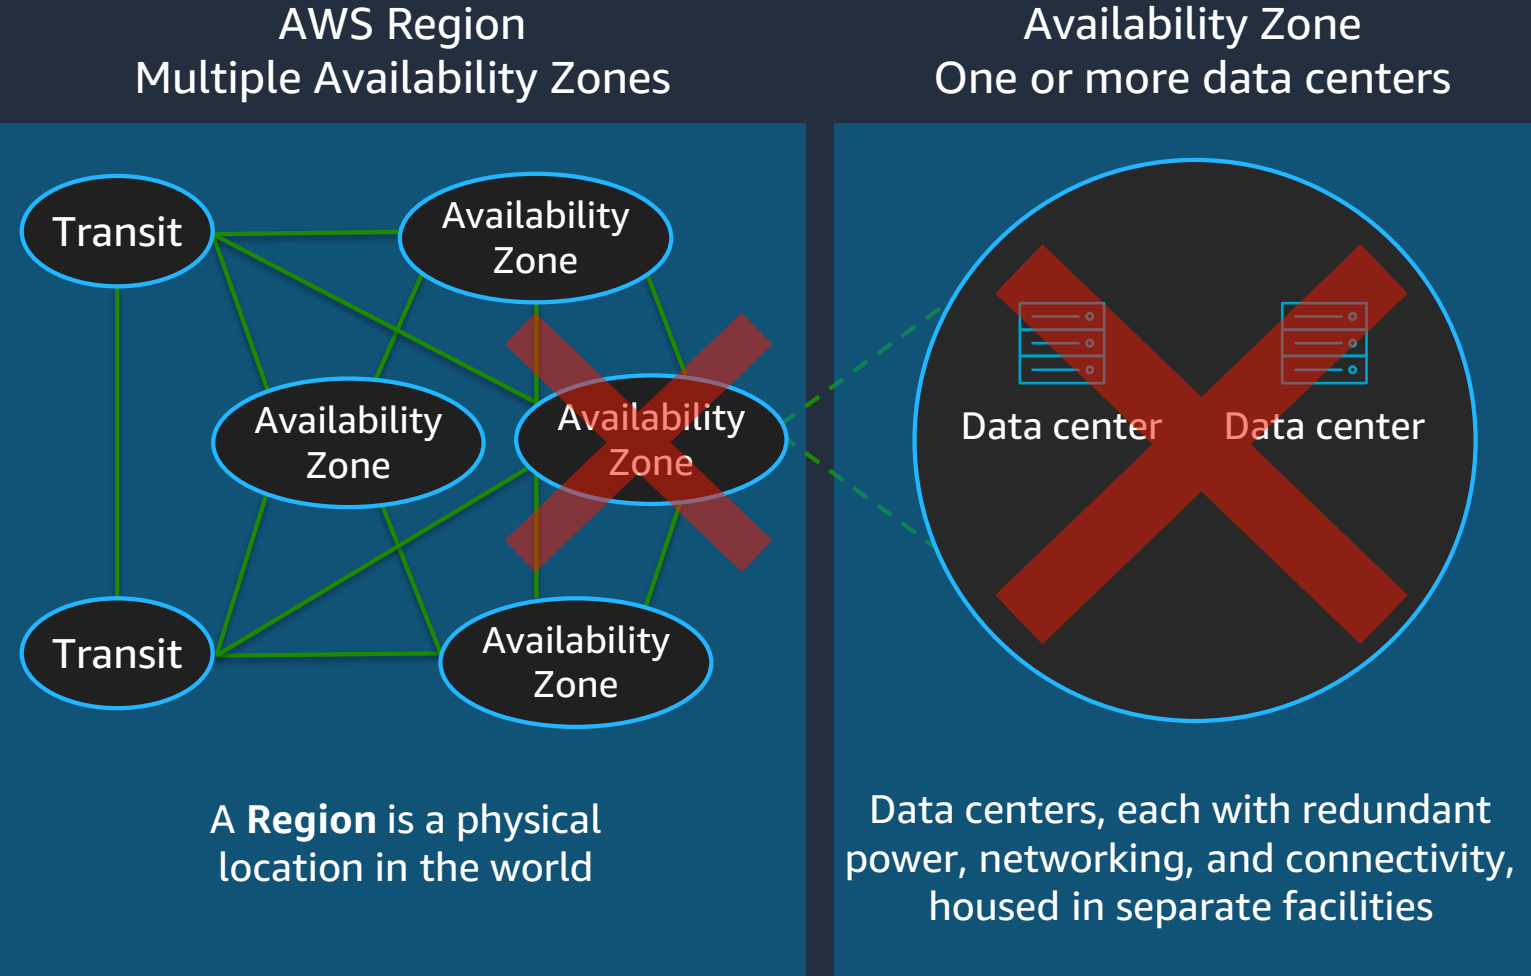 AWS Region
Multiple Availability Zones
Transit
Availability
Zone
Availability
Zone
Availability
Zone
Transit
Availability
Zone
A Region is a physical
location in the world
Availability Zone
One or more data centers
Data center
Data center
Data centers, each with redundant
power, networking, and connectivity,
housed in separate facilities